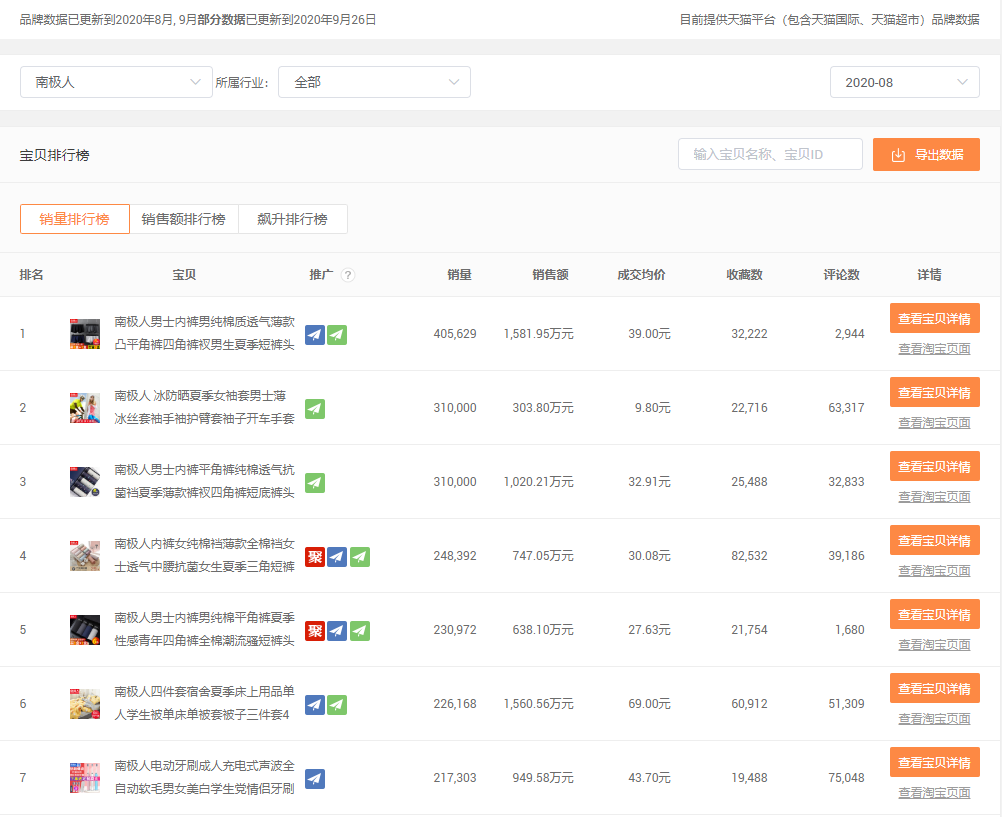 品牌数据已更新到2020年8月, 9月部分数据已更新到2020年9月26日
目前提供天猫平台（包含天猫国际、天猫超市）品牌数据
南极人 所属行业: 全部 2020-08
宝贝排行榜 输入宝贝名称、宝贝ID 导出数据
销量排行榜 销售额排行榜 飙升排行榜
排名 宝贝 推广 ? 销量 销售额 成交均价 收藏数 评论数 详情
南极人男士内裤男纯棉质透气薄款
凸平角裤四角裤衩男生夏季短裤头
1 405,629 1,581.95万元 39.00元 32,222 2,944
查看宝贝详情
查看淘宝页面
南极人 冰防晒夏季女袖套男士薄
冰丝套袖手袖护臂套袖子开车手套
2 310,000 303.80万元 9.80元 22,716 63,317
查看宝贝详情
查看淘宝页面
南极人男士内裤平角裤纯棉透气抗
菌裆夏季薄款裤衩四角裤短底裤头
3 310,000 1,020.21万元 32.91元 25,488 32,833
查看宝贝详情
查看淘宝页面
南极人内裤女纯棉裆薄款全棉裆女
士透气中腰抗菌女生夏季三角短裤
4 聚 248,392 747.05万元 30.08元 82,532 39,186
查看宝贝详情
查看淘宝页面
南极人男士内裤男纯棉平角裤夏季
性感青年四角裤全棉潮流骚短裤头
5 聚 230,972 638.10万元 27.63元 21,754 1,680
查看宝贝详情
查看淘宝页面
南极人四件套宿舍夏季床上用品单
人学生被单床单被套被子三件套4
6 226,168 1,560.56万元 69.00元 60,912 51,309
查看宝贝详情
查看淘宝页面
南极人电动牙刷成人充电式声波全
自动软毛男女美白学生党情侣牙刷
7 217,303 949.58万元 43.70元 19,488 75,048
查看宝贝详情
查看淘宝页面